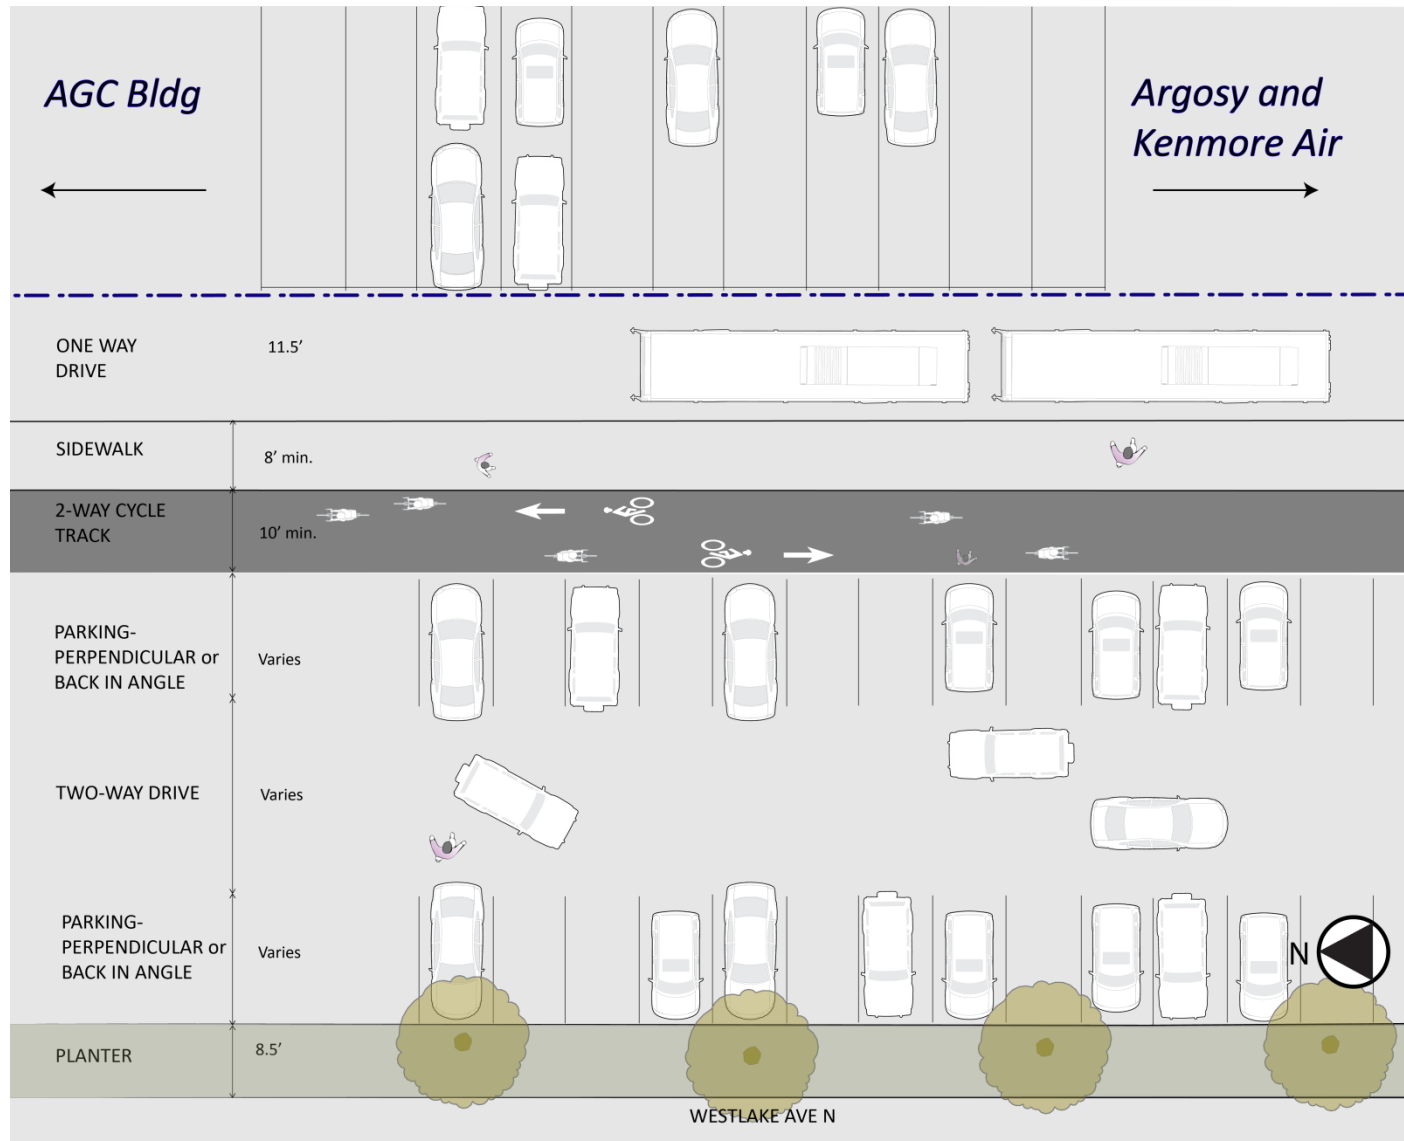 AGC Bldg
Argosy and
Kenmore Air
ONE WAY
DRIVE
11.5’
SIDEWALK
8’ min.
2-WAY CYCLE
TRACK
10’ min.
PARKING-
PERPENDICULAR or
BACK IN ANGLE
Varies
TWO-WAY DRIVE
Varies
PARKING-
PERPENDICULAR or
BACK IN ANGLE
Varies
N
PLANTER
8.5’
WESTLAKE AVE N